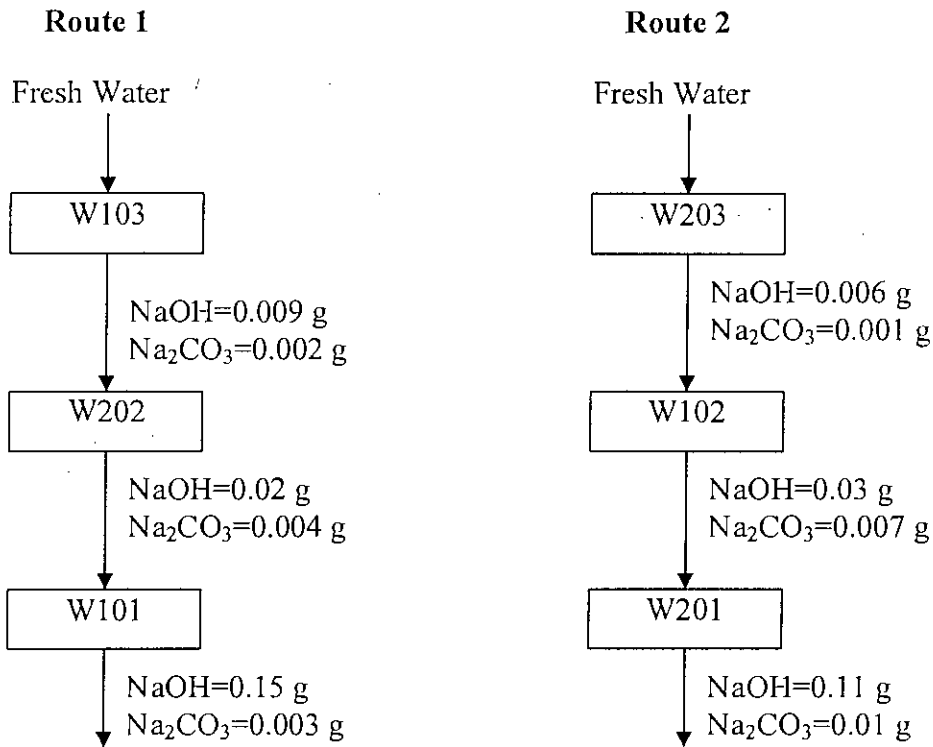 Route 1
Fresh Water
W103
NaOH=0.009 g
Na₂CO₃=0.002 g
W202
NaOH=0.02 g
Na₂CO₃=0.004 g
W101
NaOH=0.15 g
Na₂CO₃=0.003 g
Route 2
Fresh Water
W203
NaOH=0.006 g
Na₂CO₃=0.001 g
W102
NaOH=0.03 g
Na₂CO₃=0.007 g
W201
NaOH=0.11 g
Na₂CO₃=0.01 g